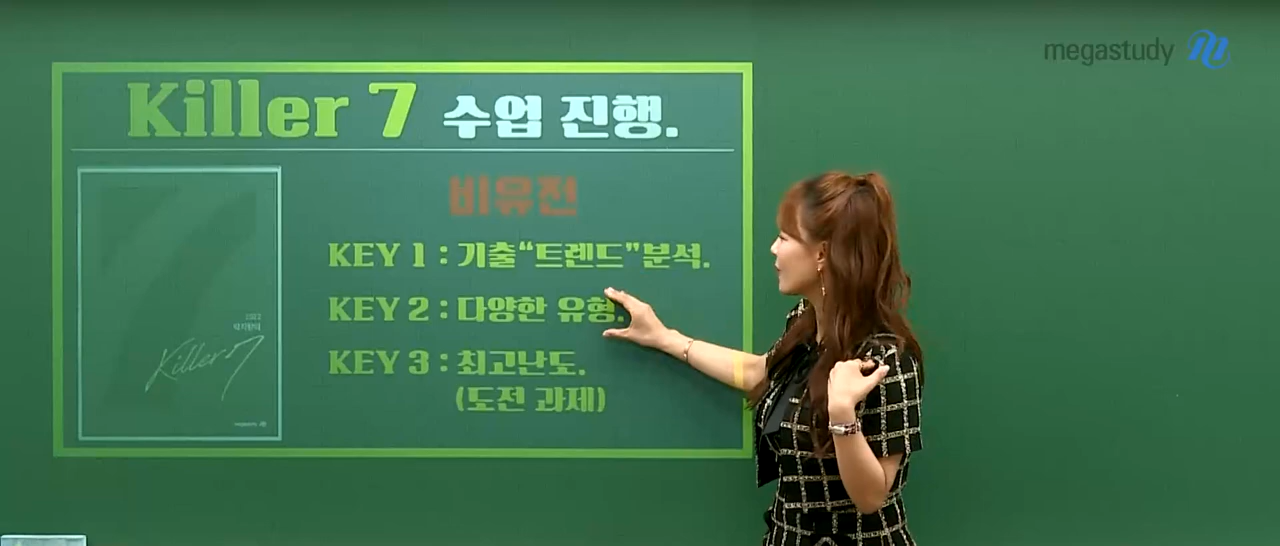 megastudy
Killer 7 수업 진행.
비유전
KEY 1 : 기출“트렌드”분석.
KEY 2 : 다양한 유형.
KEY 3 : 최고난도.
(도전 과제)
Killer 7